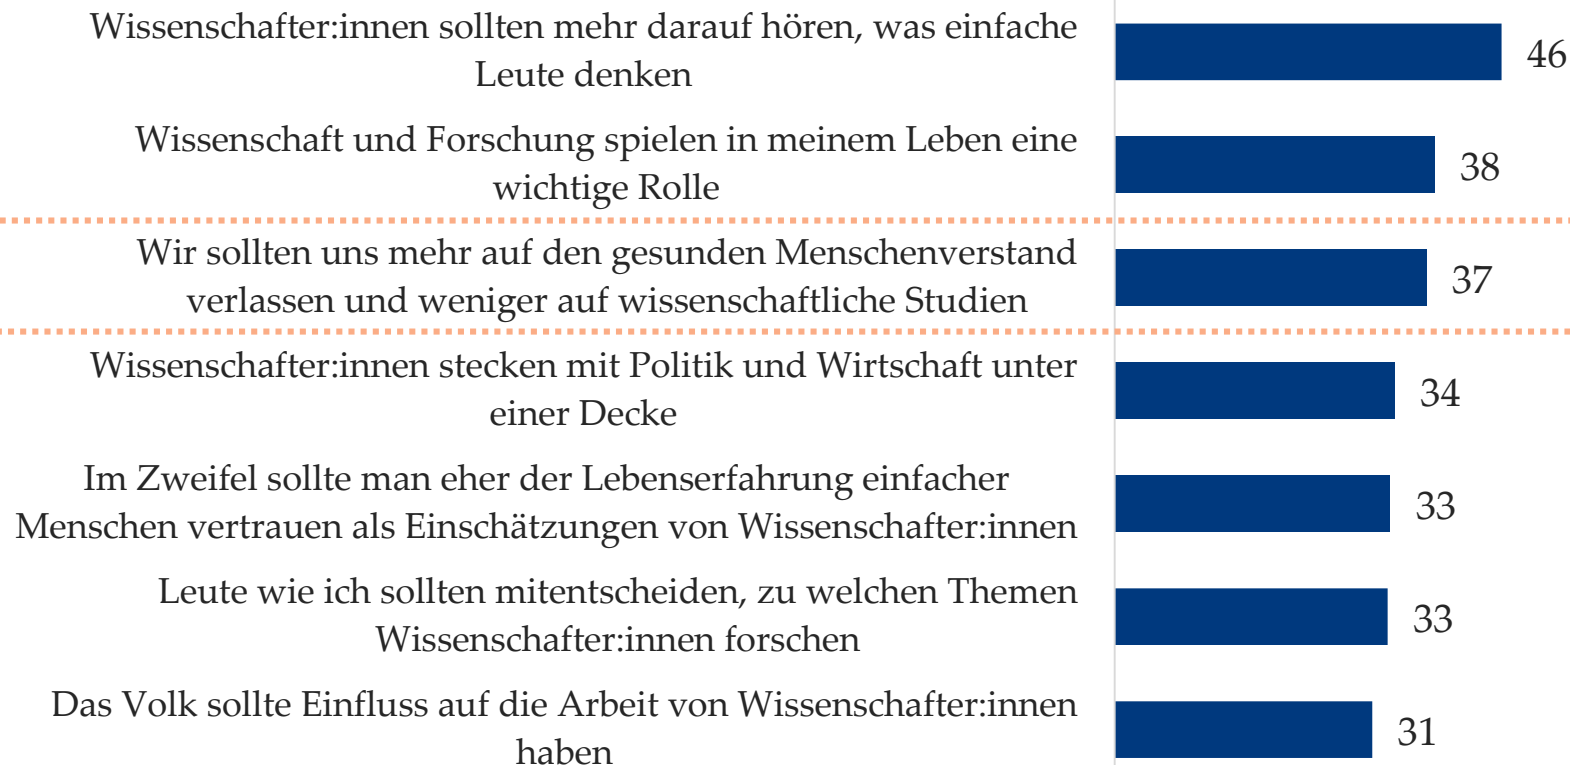 Wissenschafter:innen sollten mehr darauf hören, was einfache
Leute denken
46
Wissenschaft und Forschung spielen in meinem Leben eine
wichtige Rolle
38
Wir sollten uns mehr auf den gesunden Menschenverstand
verlassen und weniger auf wissenschaftliche Studien
37
Wissenschafter:innen stecken mit Politik und Wirtschaft unter
einer Decke
34
Im Zweifel sollte man eher der Lebenserfahrung einfacher
Menschen vertrauen als Einschätzungen von Wissenschafter:innen
33
Leute wie ich sollten mitentscheiden, zu welchen Themen
Wissenschafter:innen forschen
33
Das Volk sollte Einfluss auf die Arbeit von Wissenschafter:innen
haben
31